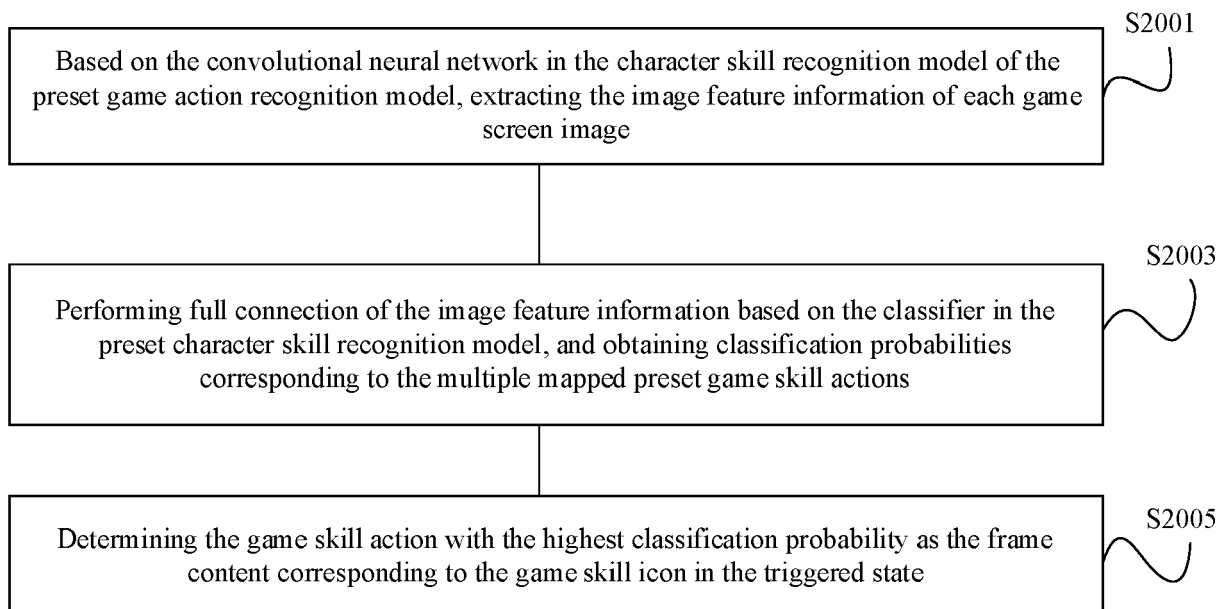 S2001
Based on the convolutional neural network in the character skill recognition model of the
preset game action recognition model, extracting the image feature information of each game
screen image
S2003
Performing full connection of the image feature information based on the classifier in the
preset character skill recognition model, and obtaining classification probabilities
corresponding to the multiple mapped preset game skill actions
S2005
Determining the game skill action with the highest classification probability as the frame
content corresponding to the game skill icon in the triggered state